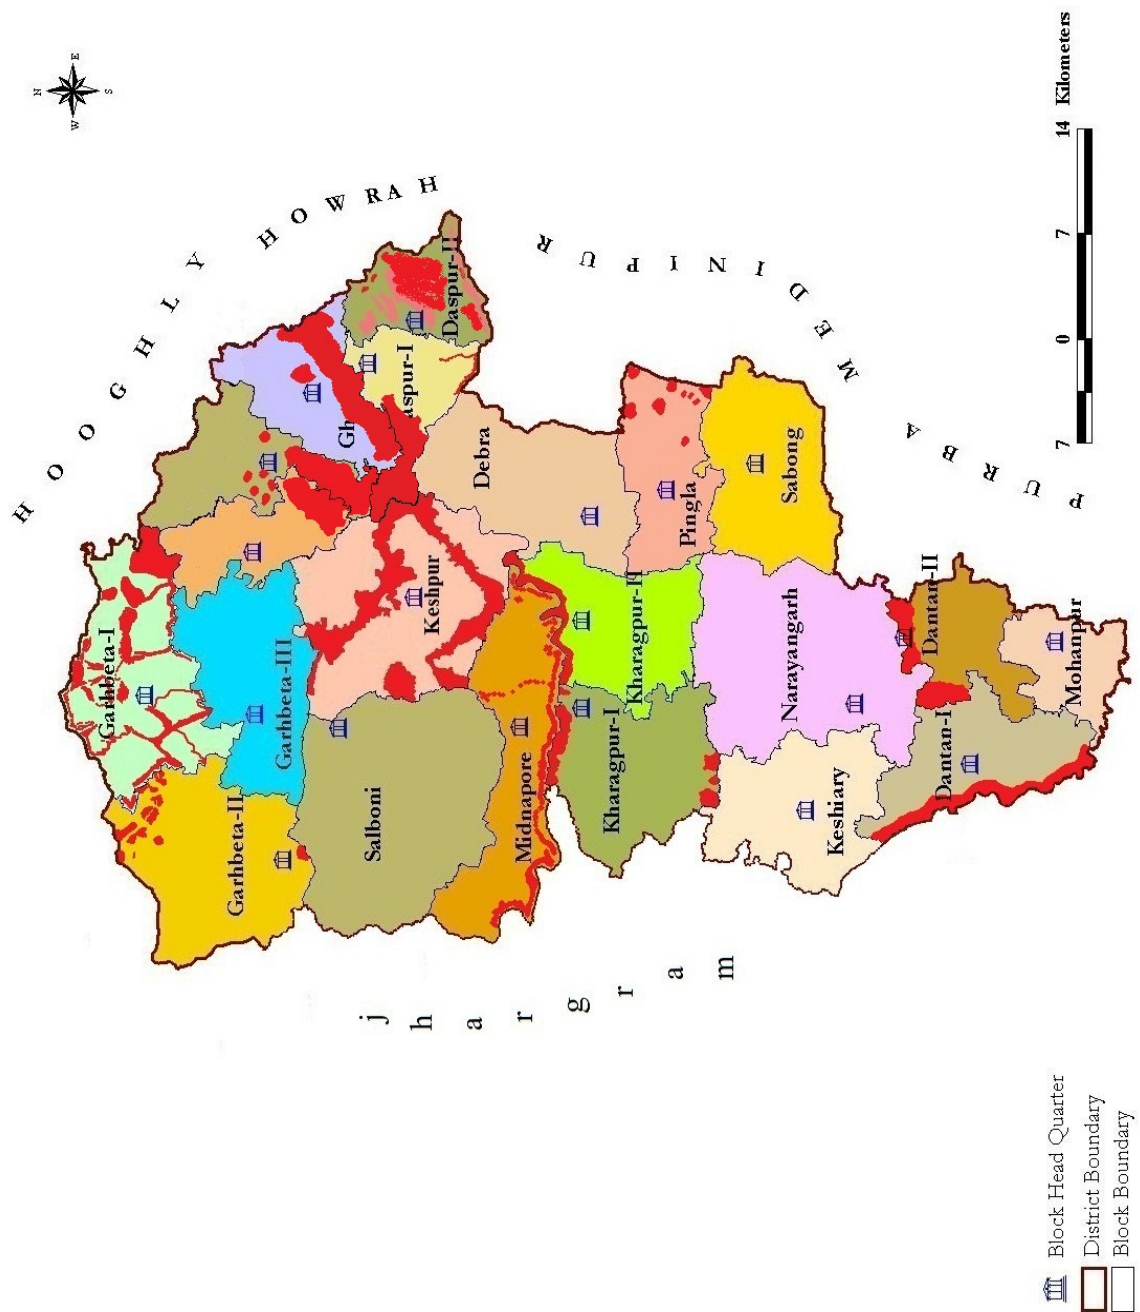 N
E
W
S
HOOGHLY
HOWRAH
PURBA MEDINIPUR
jhargram
Garhbeta-I
Garhbeta-II
Garhbeta-III
Gh
aspur-I
Daspur-II
Keshpur
Debra
Salboni
Midnapore
Kharagpur-I
Kharagpur-II
Pingla
Sabong
Narayangarh
Keshiary
Dantan-I
Dantan-II
Mohanpur
7 0 7 14 Kilometers
Block Head Quarter
District Boundary
Block Boundary